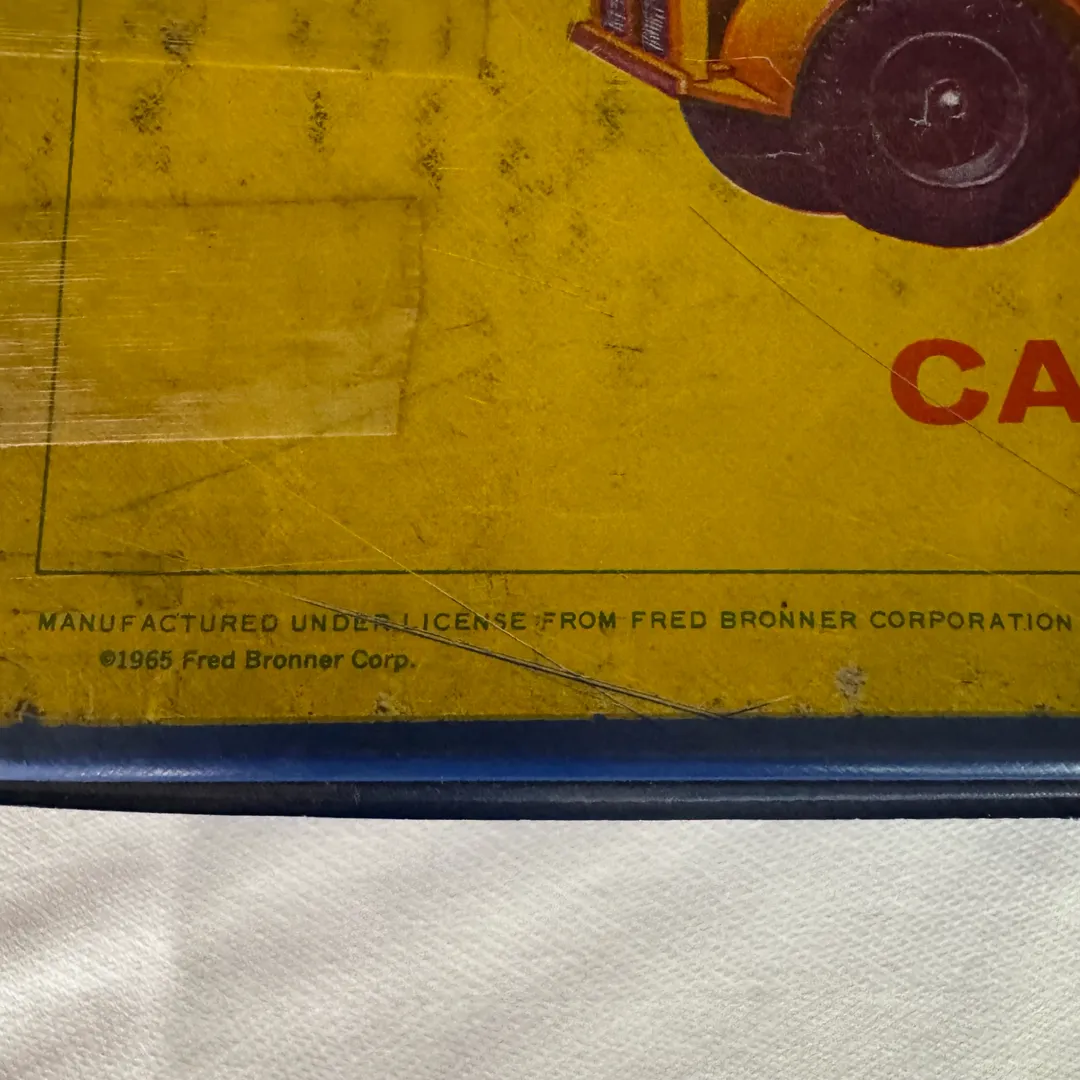 CA
MANUFACTURED UNDER LICENSE FROM FRED BRONNER CORPORATION
©1965 Fred Bronner Corp.